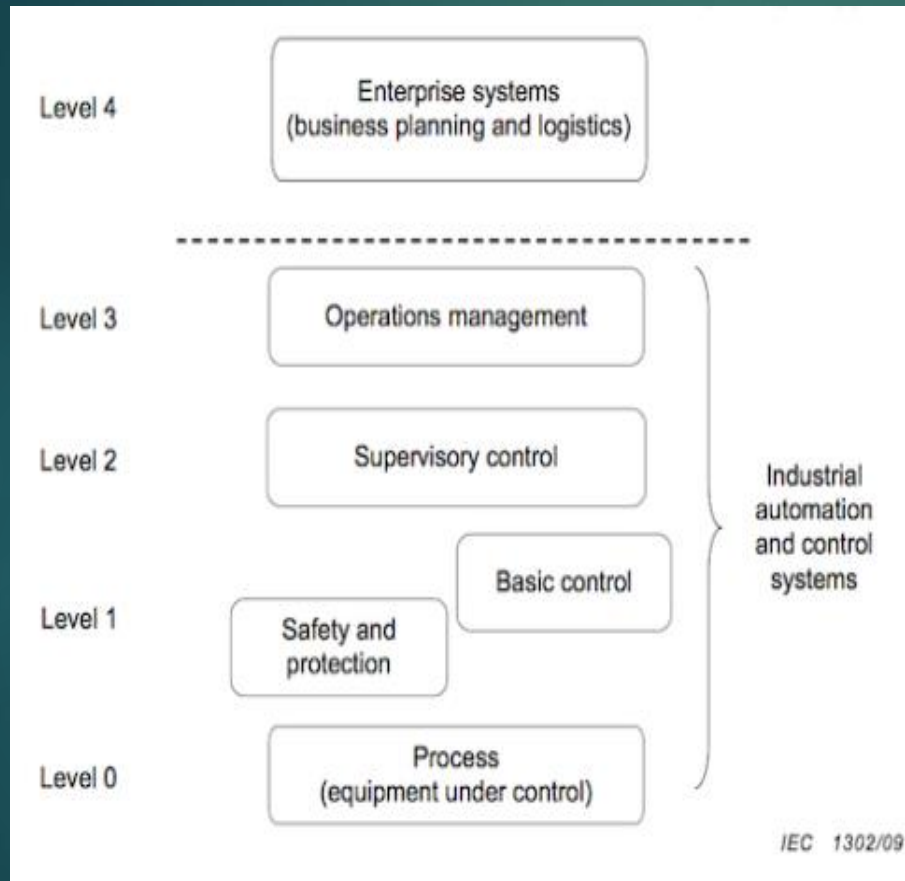 Level 4
Enterprise systems
(business planning and logistics)
Level 3
Operations management
Level 2
Supervisory control
Industrial
automation
and control
systems
Basic control
Level 1
Safety and
protection
Level 0
Process
(equipment under control)
IEC 1302/09